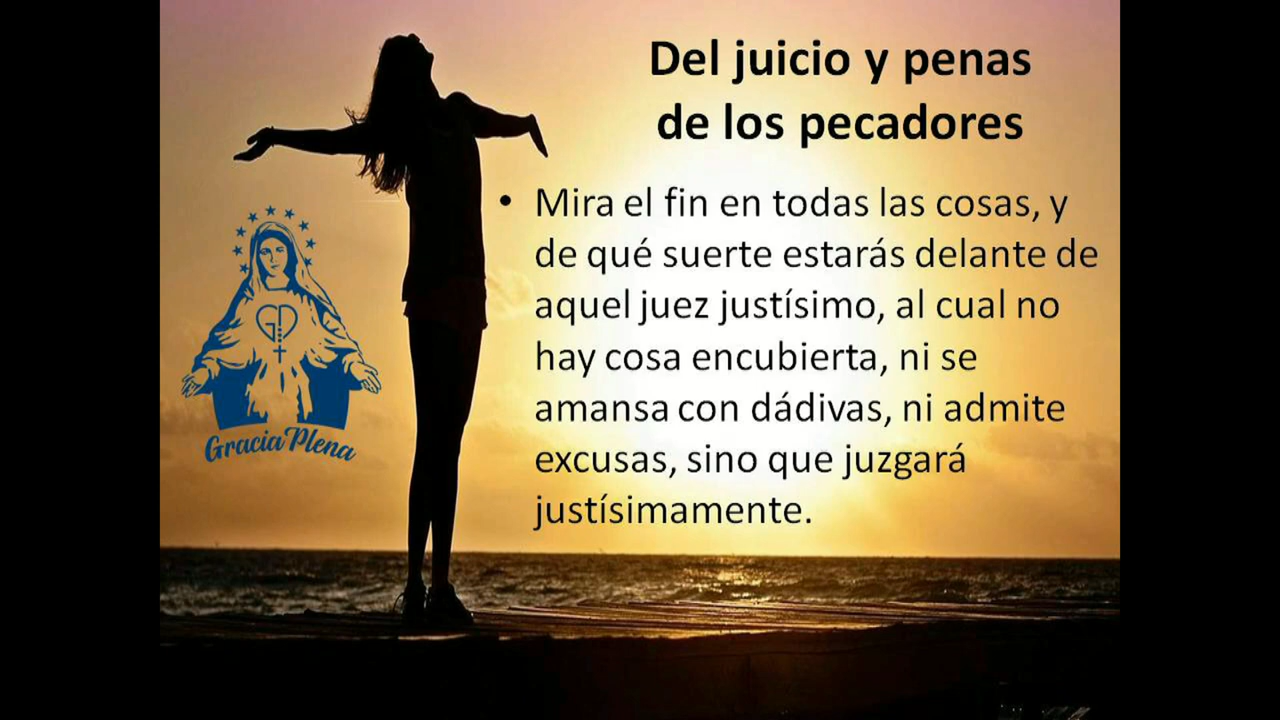 Del juicio y penas
de los pecadores
• Mira el fin en todas las cosas, y
de qué suerte estarás delante de
aquel juez justísimo, al cual no
hay cosa encubierta, ni se
amansa con dádivas, ni admite
excusas, sino que juzgará
justísimamente.
GD
Gracia Plena